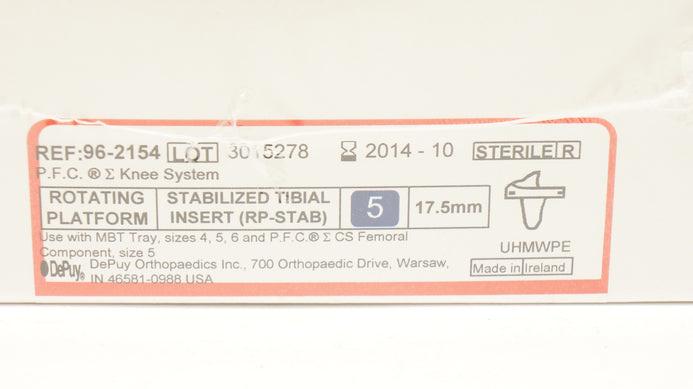 REF:96-2154 LOT 3015278 2014 - 10 STERILE R
P.F.C. ® Σ Knee System
ROTATING PLATFORM STABILIZED TIBIAL INSERT (RP-STAB) 5 17.5mm
Use with MBT Tray, sizes 4, 5, 6 and P.F.C.® Σ CS Femoral
Component, size 5
UHMWPE
DePuy® DePuy Orthopaedics Inc., 700 Orthopaedic Drive, Warsaw,
IN 46581-0988 USA
Made in Ireland